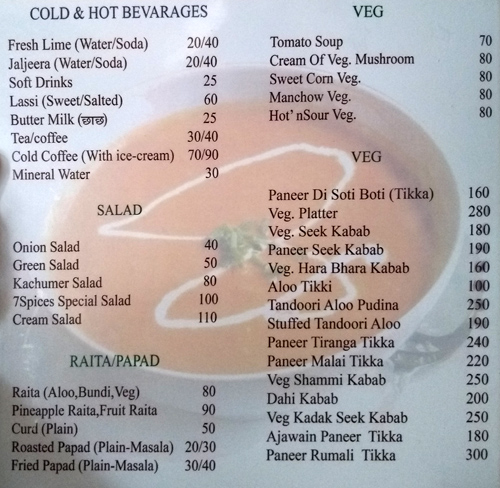 COLD & HOT BEVARAGES
Fresh Lime (Water/Soda) 20/40
Jaljeera (Water/Soda) 20/40
Soft Drinks 25
Lassi (Sweet/Salted) 60
Butter Milk (छाछ) 25
Tea/coffee 30/40
Cold Coffee (With ice-cream) 70/90
Mineral Water 30
SALAD
Onion Salad 40
Green Salad 50
Kachumer Salad 80
7Spices Special Salad 100
Cream Salad 110
RAITA/PAPAD
Raita (Aloo,Bundi,Veg) 80
Pineapple Raita,Fruit Raita 90
Curd (Plain) 50
Roasted Papad (Plain-Masala) 20/30
Fried Papad (Plain-Masala) 30/40
VEG
Tomato Soup 70
Cream Of Veg. Mushroom 80
Sweet Corn Veg. 80
Manchow Veg. 80
Hot' nSour Veg. 80
VEG
Paneer Di Soti Boti (Tikka) 160
Veg. Platter 280
Veg. Seek Kabab 180
Paneer Seek Kabab 190
Veg. Hara Bhara Kabab 160
Aloo Tikki 100
Tandoori Aloo Pudina 250
Stuffed Tandoori Aloo 190
Paneer Tiranga Tikka 240
Paneer Malai Tikka 220
Veg Shammi Kabab 250
Dahi Kabab 200
Veg Kadak Seek Kabab 250
Ajawain Paneer Tikka 180
Paneer Rumali Tikka 300